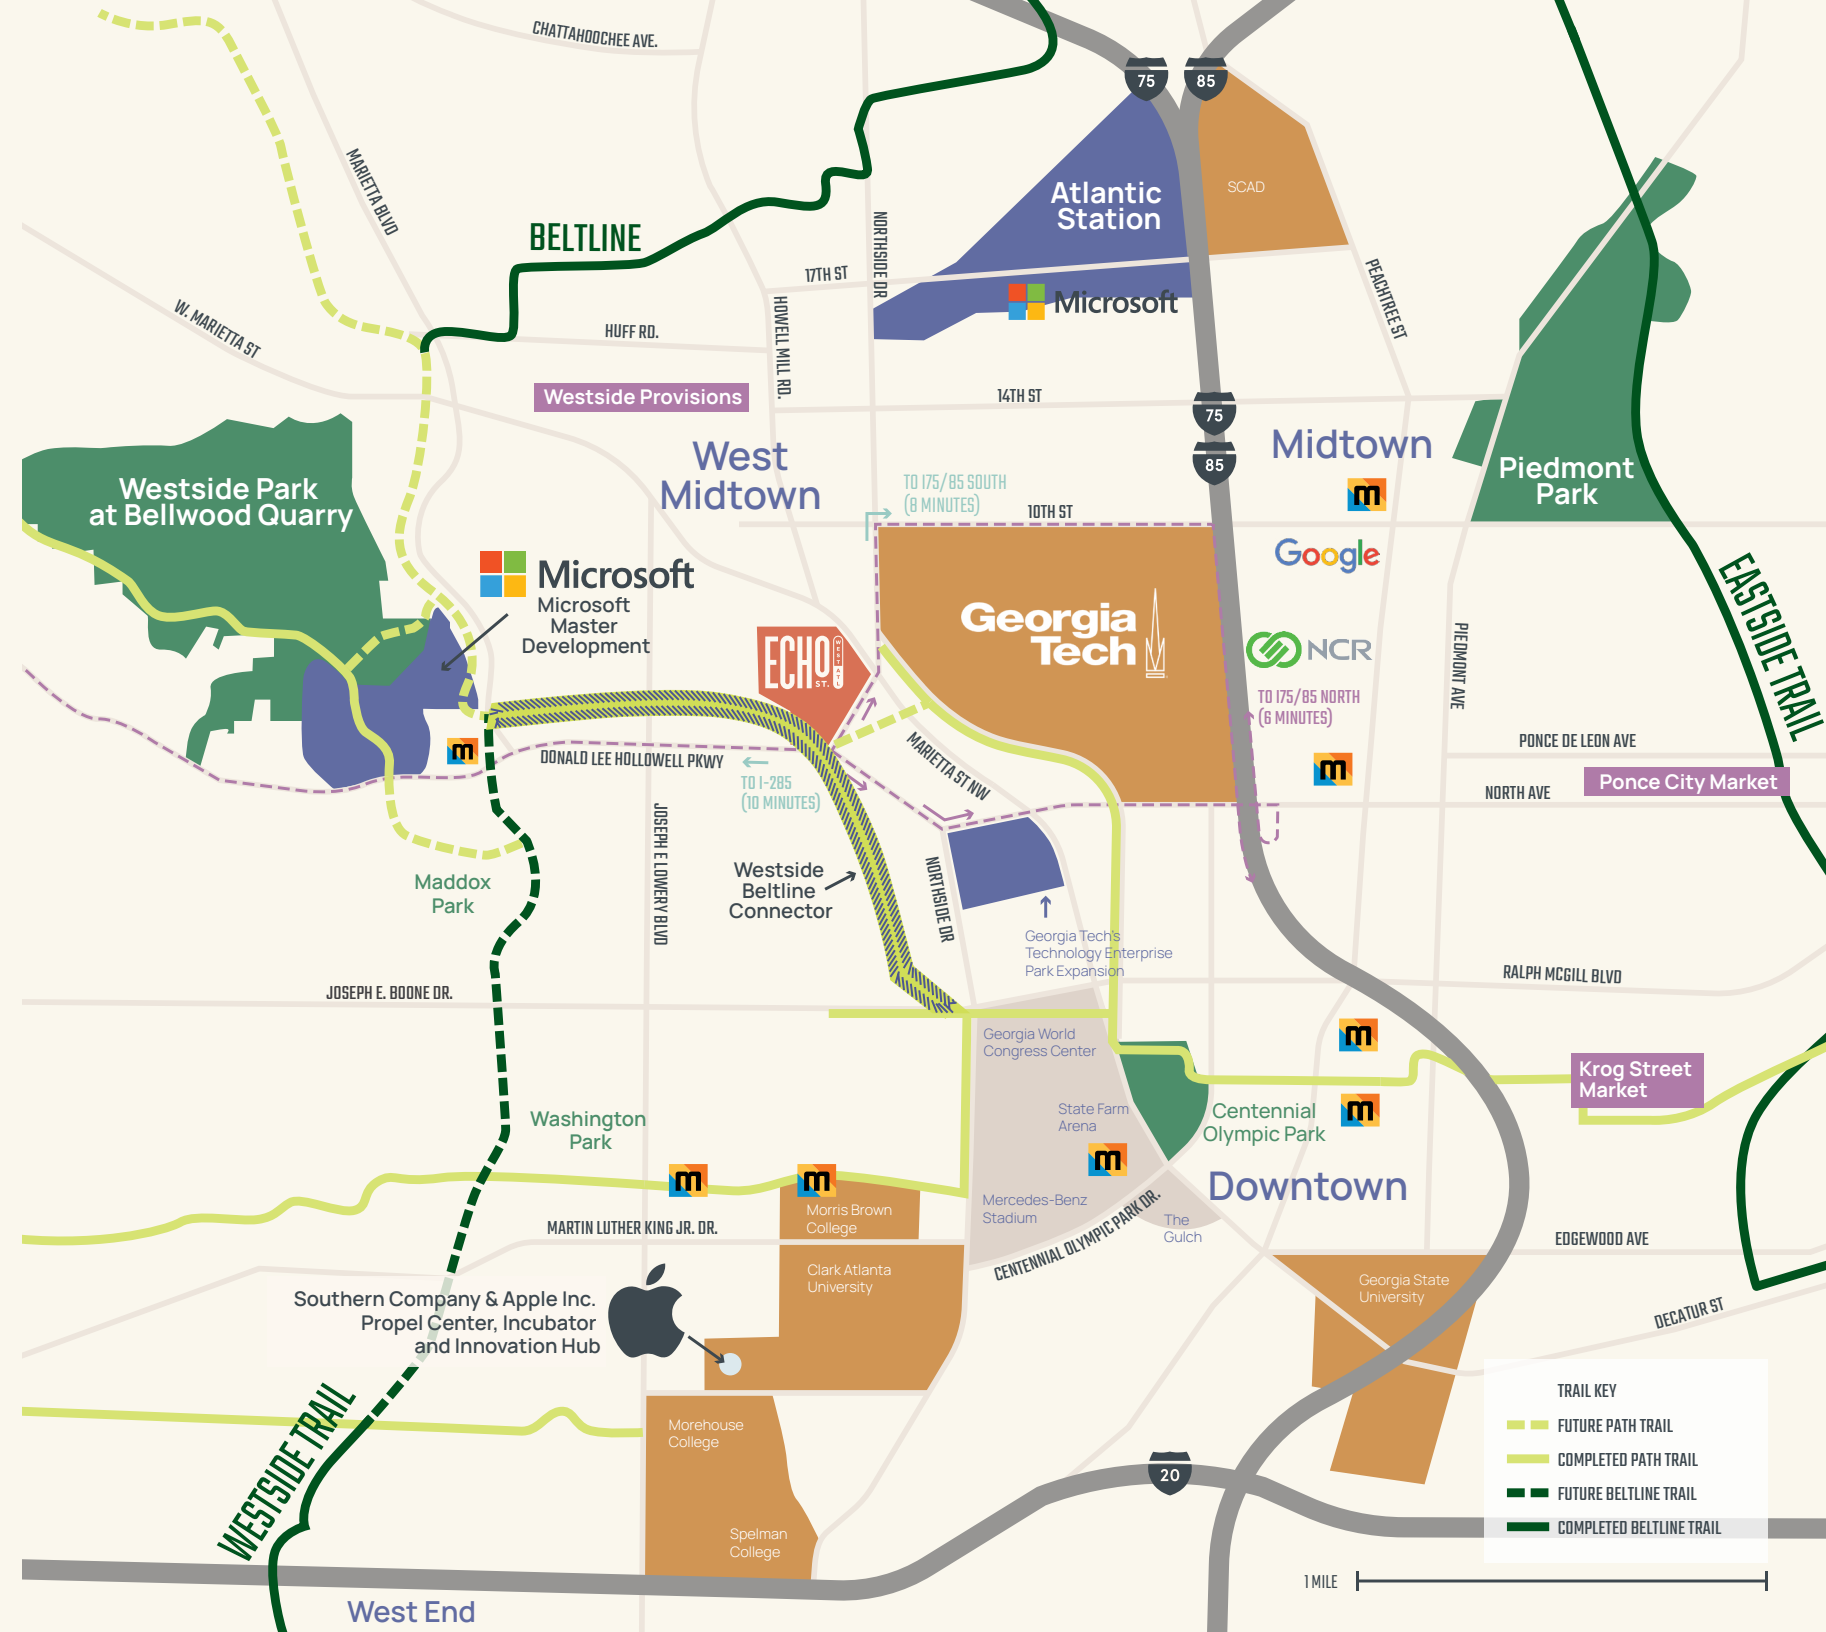 CHATTAHOOCHEE AVE.
75
85
MARIETTA BLVD
Atlantic
Station
SCAD
BELTLINE
NORTHSIDE DR
17TH ST
PEACHTREE ST
W. MARIETTA ST
HUFF RD.
HOWELL MILL RD.
Microsoft
Westside Provisions
14TH ST
75
85
West
Midtown
Midtown
m
Piedmont
Park
Westside Park
at Bellwood Quarry
TO I75/85 SOUTH
(8 MINUTES)
10TH ST
Google
EASTSIDE TRAIL
Microsoft
Microsoft
Master
Development
Georgia
Tech
NCR
PIEDMONT AVE
ECHO
ST.
WEST ATL
TO I75/85 NORTH
(6 MINUTES)
m
DONALD LEE HOLLOWELL PKWY
TO I-285
(10 MINUTES)
MARIETTA ST NW
m
PONCE DE LEON AVE
Ponce City Market
NORTH AVE
JOSEPH E LOWERY BLVD
Maddox
Park
Westside
Beltline
Connector
NORTHSIDE DR
Georgia Tech's
Technology Enterprise
Park Expansion
RALPH MCGILL BLVD
JOSEPH E. BOONE DR.
Georgia World
Congress Center
m
Krog Street
Market
State Farm
Arena
Centennial
Olympic Park
m
Washington
Park
m
m
m
Morris Brown
College
Mercedes-Benz
Stadium
Downtown
The
Gulch
CENTENNIAL OLYMPIC PARK DR.
MARTIN LUTHER KING JR. DR.
EDGEWOOD AVE
Clark Atlanta
University
Georgia State
University
DECATUR ST
Southern Company & Apple Inc.
Propel Center, Incubator
and Innovation Hub
WESTSIDE TRAIL
Morehouse
College
20
Spelman
College
TRAIL KEY
FUTURE PATH TRAIL
COMPLETED PATH TRAIL
FUTURE BELTLINE TRAIL
COMPLETED BELTLINE TRAIL
1 MILE
West End